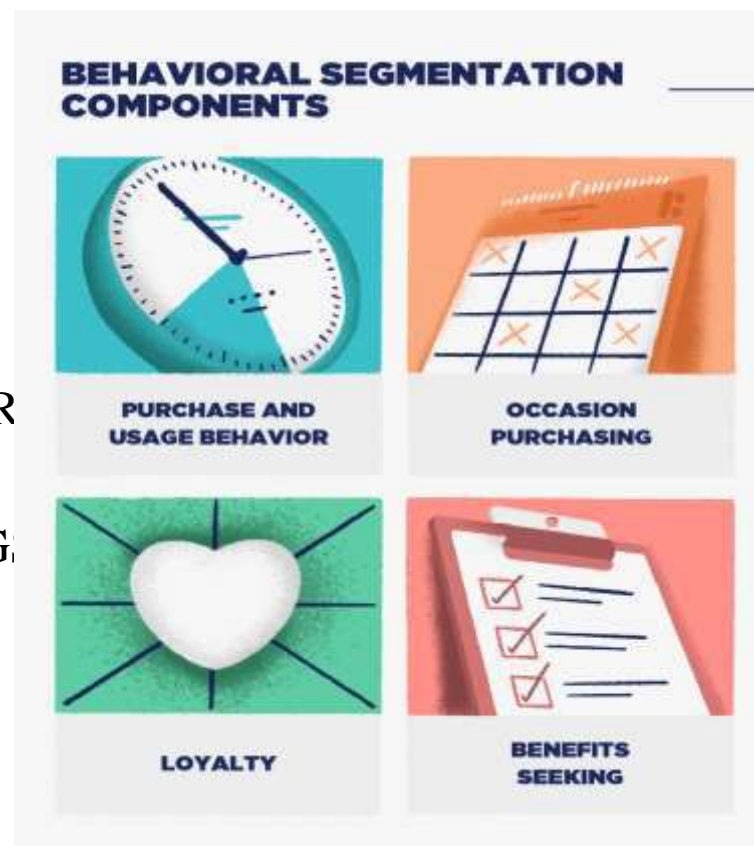 BEHAVIORAL SEGMENTATION
COMPONENTS
PURCHASE AND
USAGE BEHAVIOR
OCCASION
PURCHASING
R
G
LOYALTY
BENEFITS
SEEKING